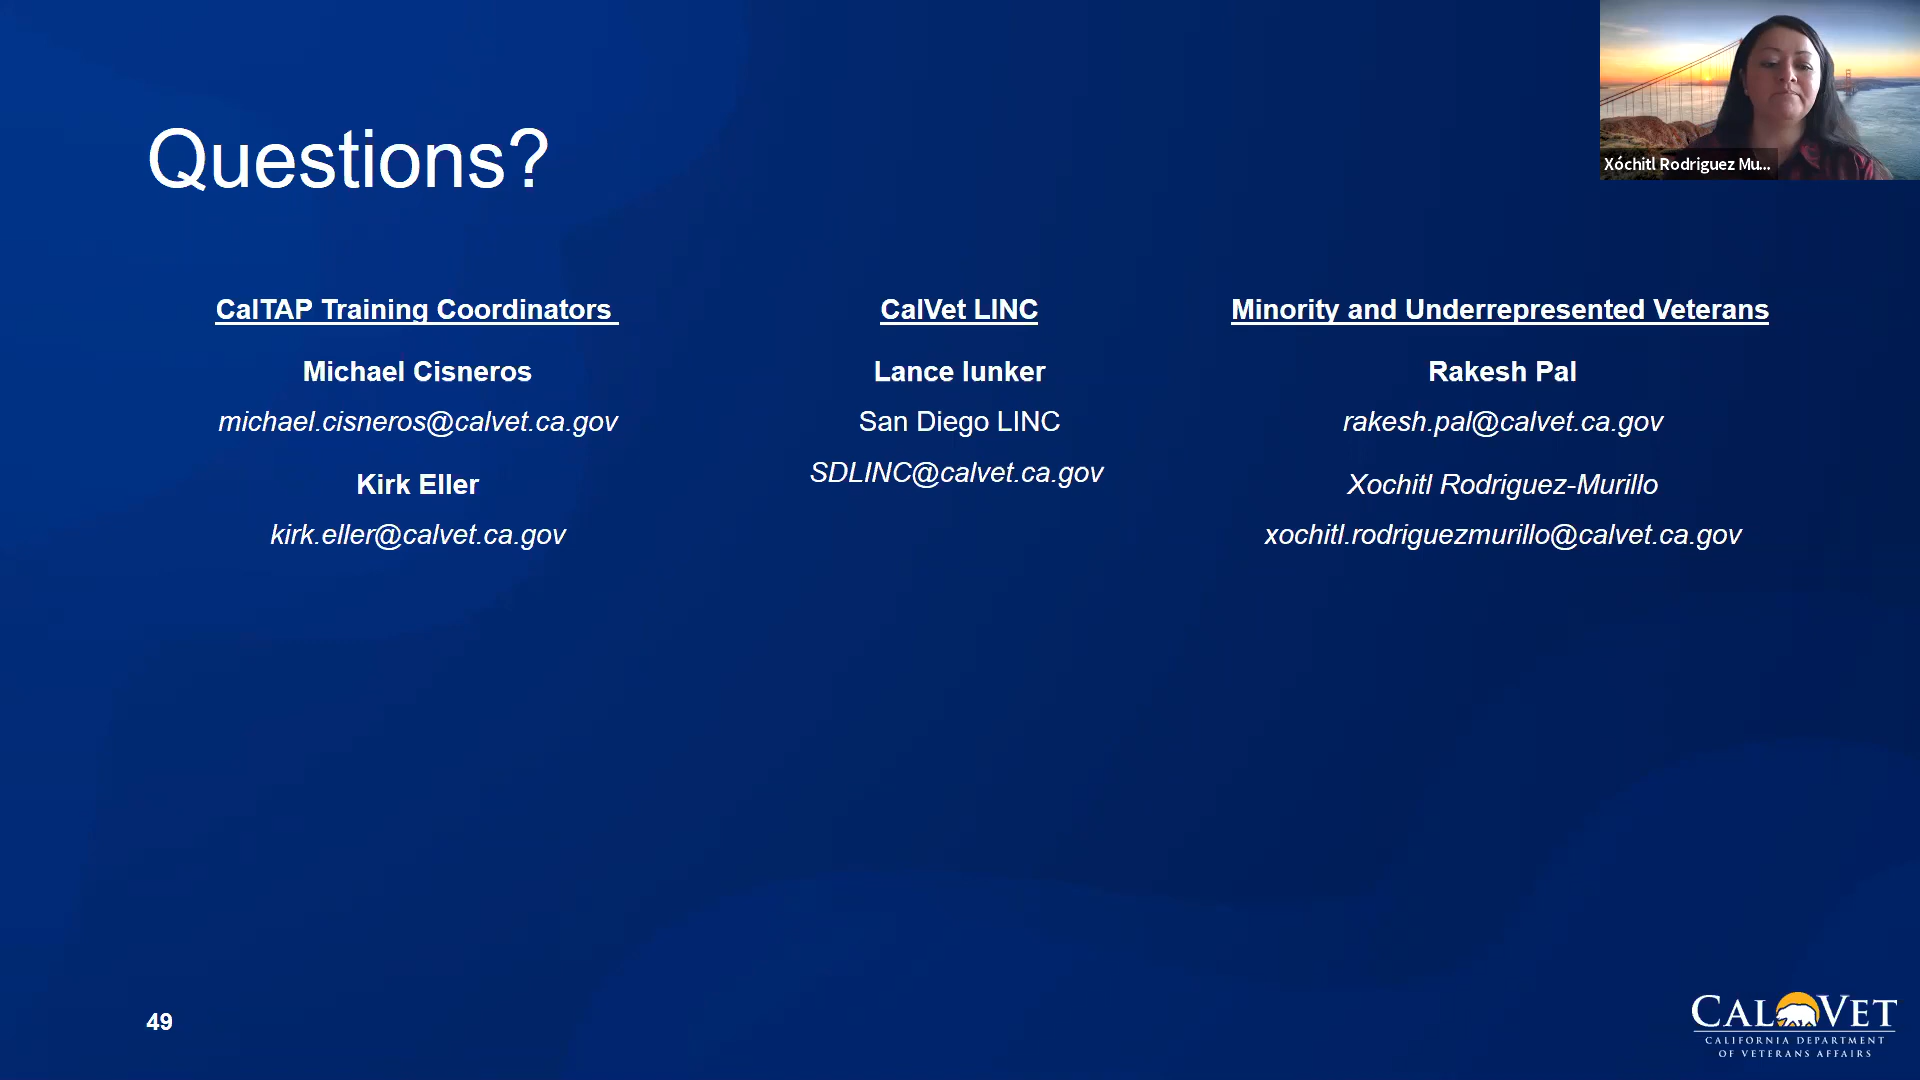 Questions?
Xóchitl Rodriguez Mu...
CalTAP Training Coordinators
Michael Cisneros
michael.cisneros@calvet.ca.gov
Kirk Eller
kirk.eller@calvet.ca.gov
CalVet LINC
Lance Iunker
San Diego LINC
SDLINC@calvet.ca.gov
Minority and Underrepresented Veterans
Rakesh Pal
rakesh.pal@calvet.ca.gov
Xochitl Rodriguez-Murillo
xochitl.rodriguezmurillo@calvet.ca.gov
49
CALVET
CALIFORNIA DEPARTMENT
OF VETERANS AFFAIRS